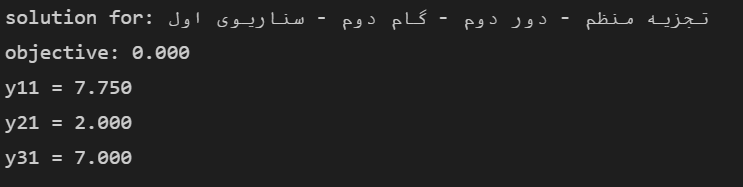 solution for: تجزیه منظم - دور دوم - گام دوم - سناریوی اول
objective: 0.000
y11 = 7.750
y21 = 2.000
y31 = 7.000